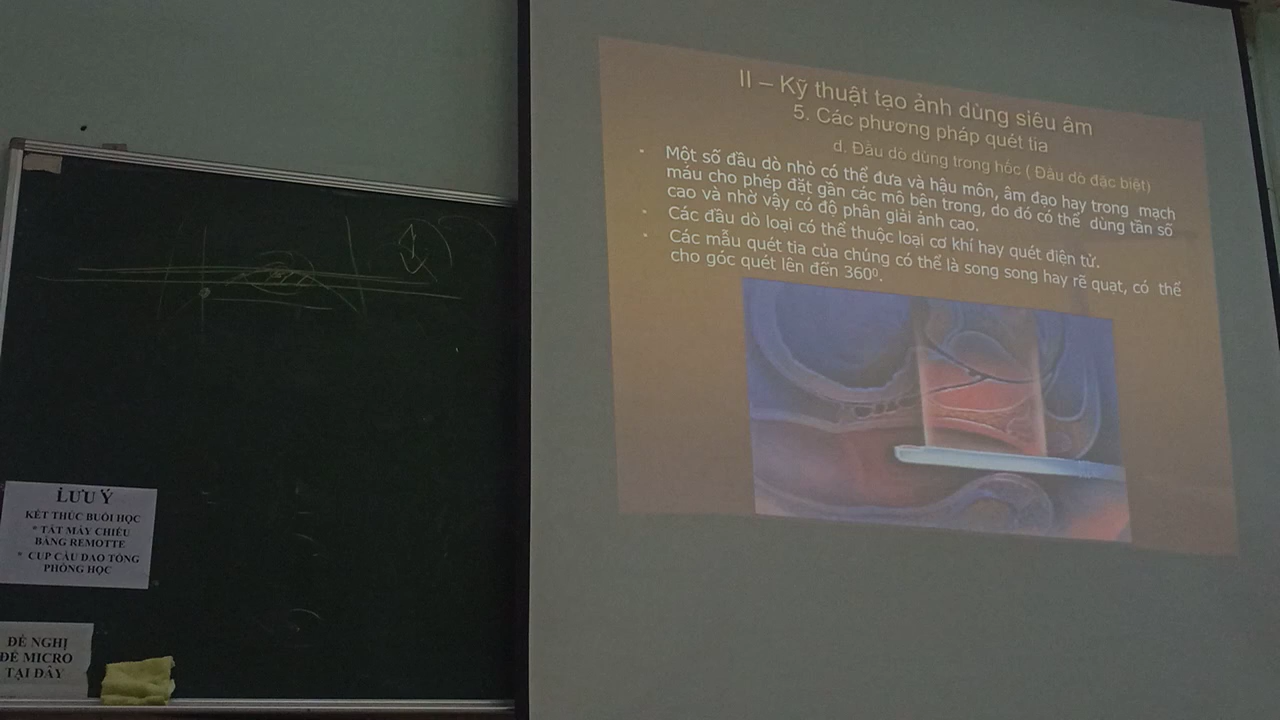 LƯU Ý
KẾT THÚC BUỔI HỌC
* TẮT MÁY CHIẾU
BẰNG REMOTTE
* CÚP CẦU DAO TỔNG
PHÒNG HỌC
ĐỀ NGHỊ
ĐỂ MICRO
TẠI ĐÂY
II – Kỹ thuật tạo ảnh dùng siêu âm
5. Các phương pháp quét tia
d. Đầu dò dùng trong hốc ( Đầu dò đặc biệt)
• Một số đầu dò nhỏ có thể đưa và hậu môn, âm đạo hay trong mạch
máu cho phép đặt gần các mô bên trong, do đó có thể dùng tần số
cao và nhờ vậy có độ phân giải ảnh cao.
• Các đầu dò loại có thể thuộc loại cơ khí hay quét điện tử.
• Các mẫu quét tia của chúng có thể là song song hay rẽ quạt, có thể
cho góc quét lên đến 360⁰.